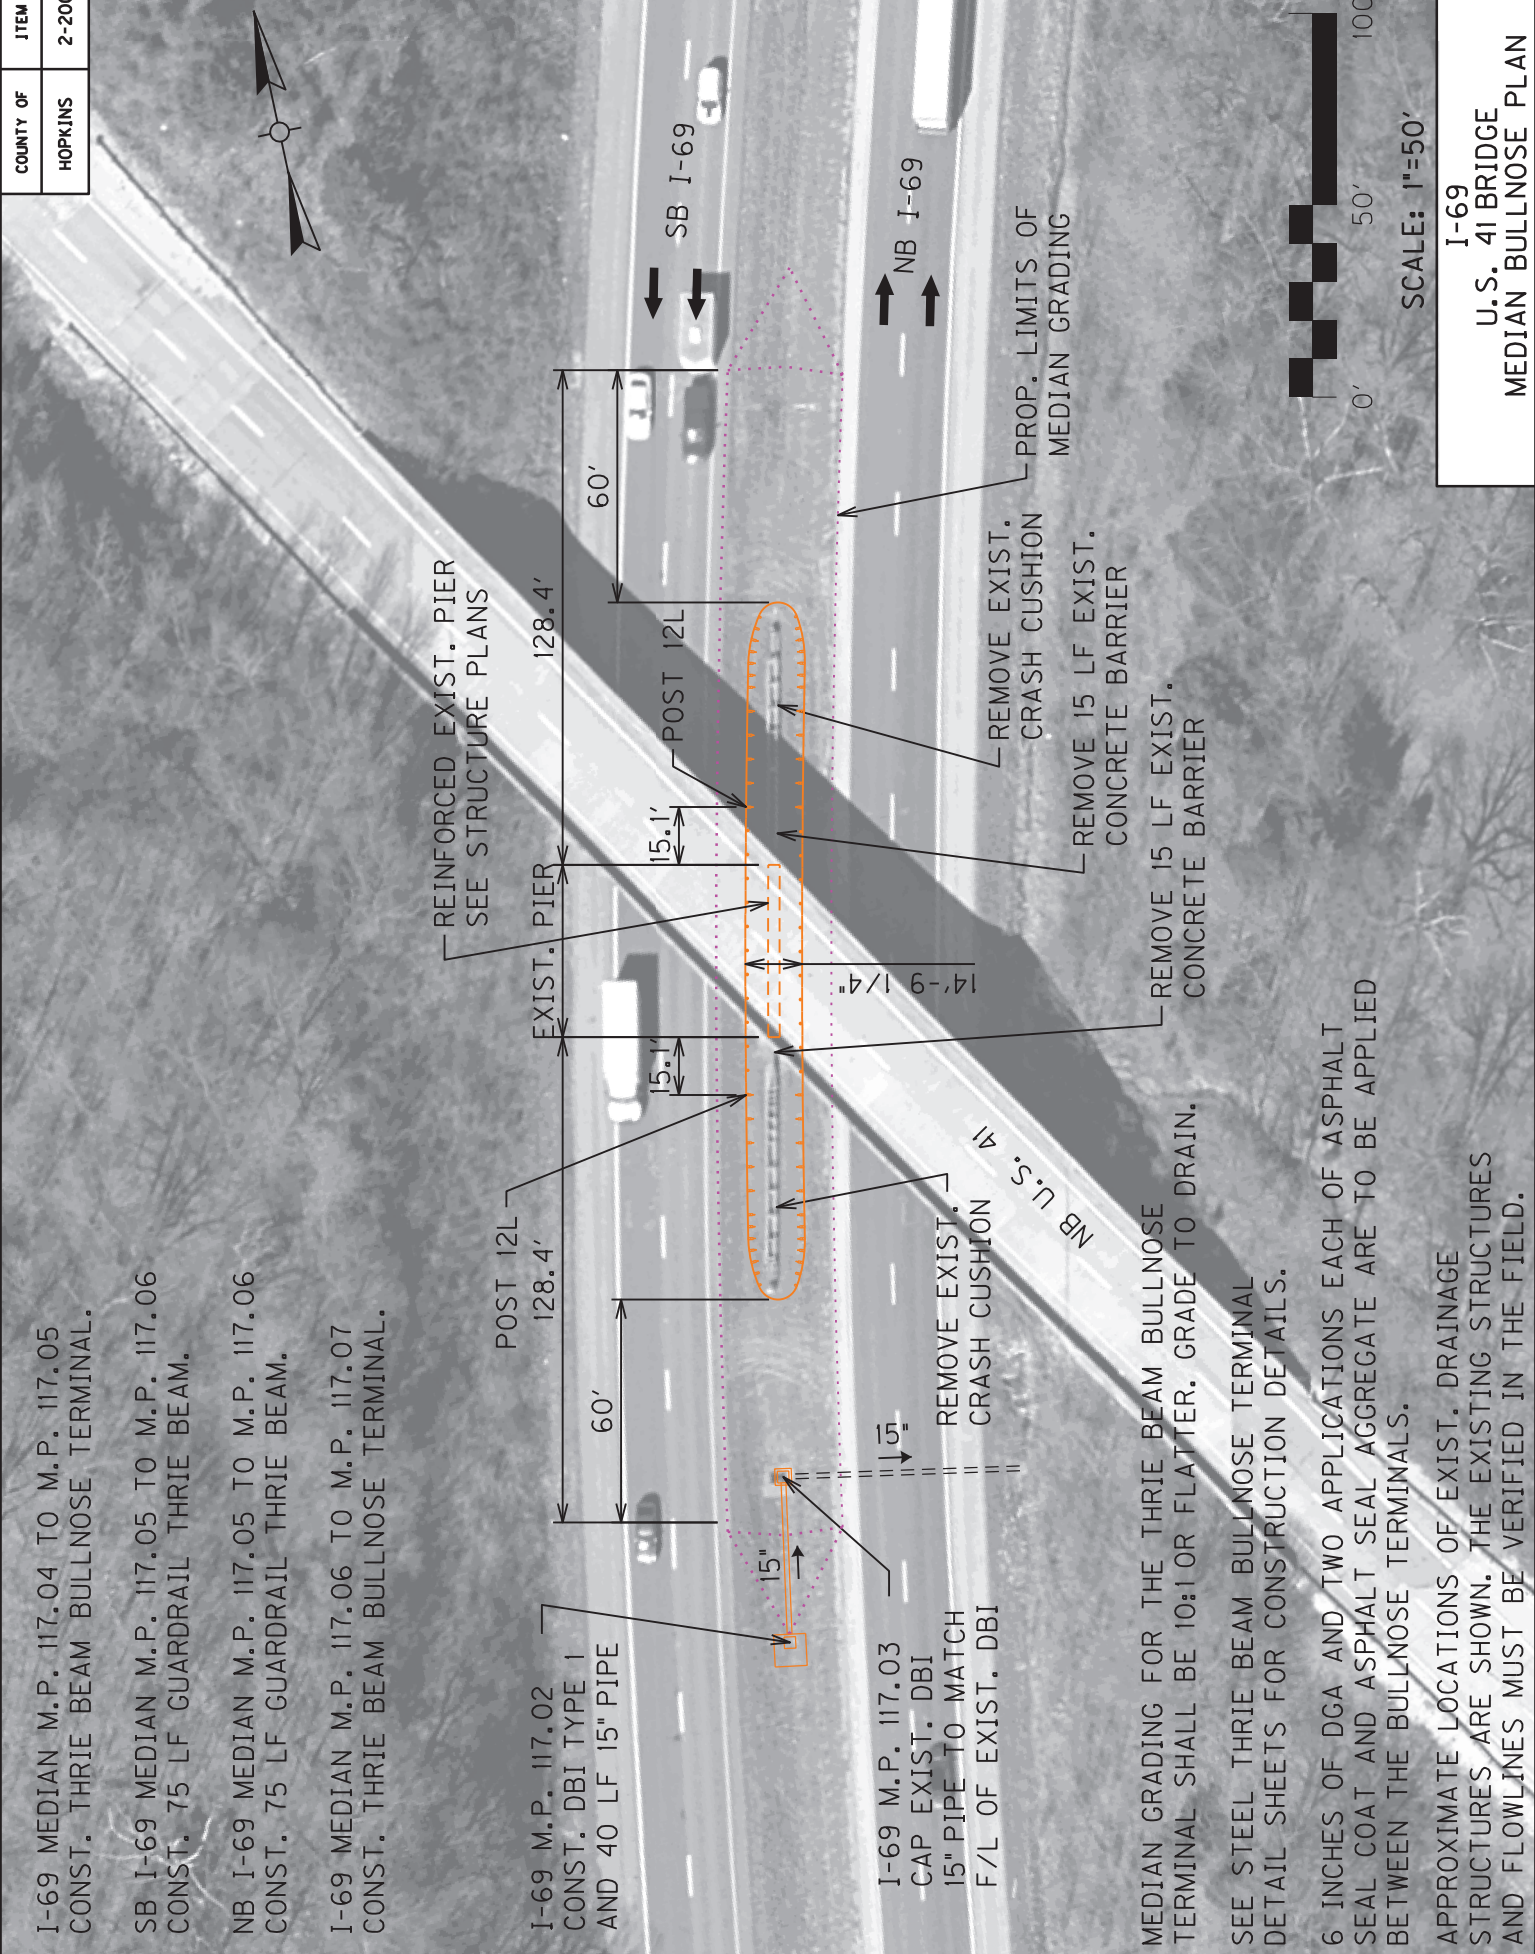 COUNTY OF
ITEM
HOPKINS
2-200
I-69 MEDIAN M.P. 117.04 TO M.P. 117.05
CONST. THRIE BEAM BULLNOSE TERMINAL.
SB I-69 MEDIAN M.P. 117.05 TO M.P. 117.06
CONST. 75 LF GUARDRAIL THRIE BEAM.
NB I-69 MEDIAN M.P. 117.05 TO M.P. 117.06
CONST. 75 LF GUARDRAIL THRIE BEAM.
I-69 MEDIAN M.P. 117.06 TO M.P. 117.07
CONST. THRIE BEAM BULLNOSE TERMINAL.
REINFORCED EXIST. PIER
SEE STRUCTURE PLANS
POST 12L
128.4'
EXIST. PIER
128.4'
60'
60'
15.1'
15.1'
POST 12L
SB I-69
NB I-69
I-69 M.P. 117.02
CONST. DBI TYPE 1
AND 40 LF 15" PIPE
15"
15"
14'-9 1/4"
I-69 M.P. 117.03
CAP EXIST. DBI
15" PIPE TO MATCH
F/L OF EXIST. DBI
REMOVE EXIST.
CRASH CUSHION
NB U.S. 41
REMOVE EXIST.
CRASH CUSHION
PROP. LIMITS OF
MEDIAN GRADING
REMOVE 15 LF EXIST.
CONCRETE BARRIER
REMOVE 15 LF EXIST.
CONCRETE BARRIER
MEDIAN GRADING FOR THE THRIE BEAM BULLNOSE
TERMINAL SHALL BE 10:1 OR FLATTER. GRADE TO DRAIN.
SEE STEEL THRIE BEAM BULLNOSE TERMINAL
DETAIL SHEETS FOR CONSTRUCTION DETAILS.
6 INCHES OF DGA AND TWO APPLICATIONS EACH OF ASPHALT
SEAL COAT AND ASPHALT SEAL AGGREGATE ARE TO BE APPLIED
BETWEEN THE BULLNOSE TERMINALS.
APPROXIMATE LOCATIONS OF EXIST. DRAINAGE
STRUCTURES ARE SHOWN. THE EXISTING STRUCTURES
AND FLOWLINES MUST BE VERIFIED IN THE FIELD.
0'
50'
100
SCALE: 1"=50'
I-69
U.S. 41 BRIDGE
MEDIAN BULLNOSE PLAN